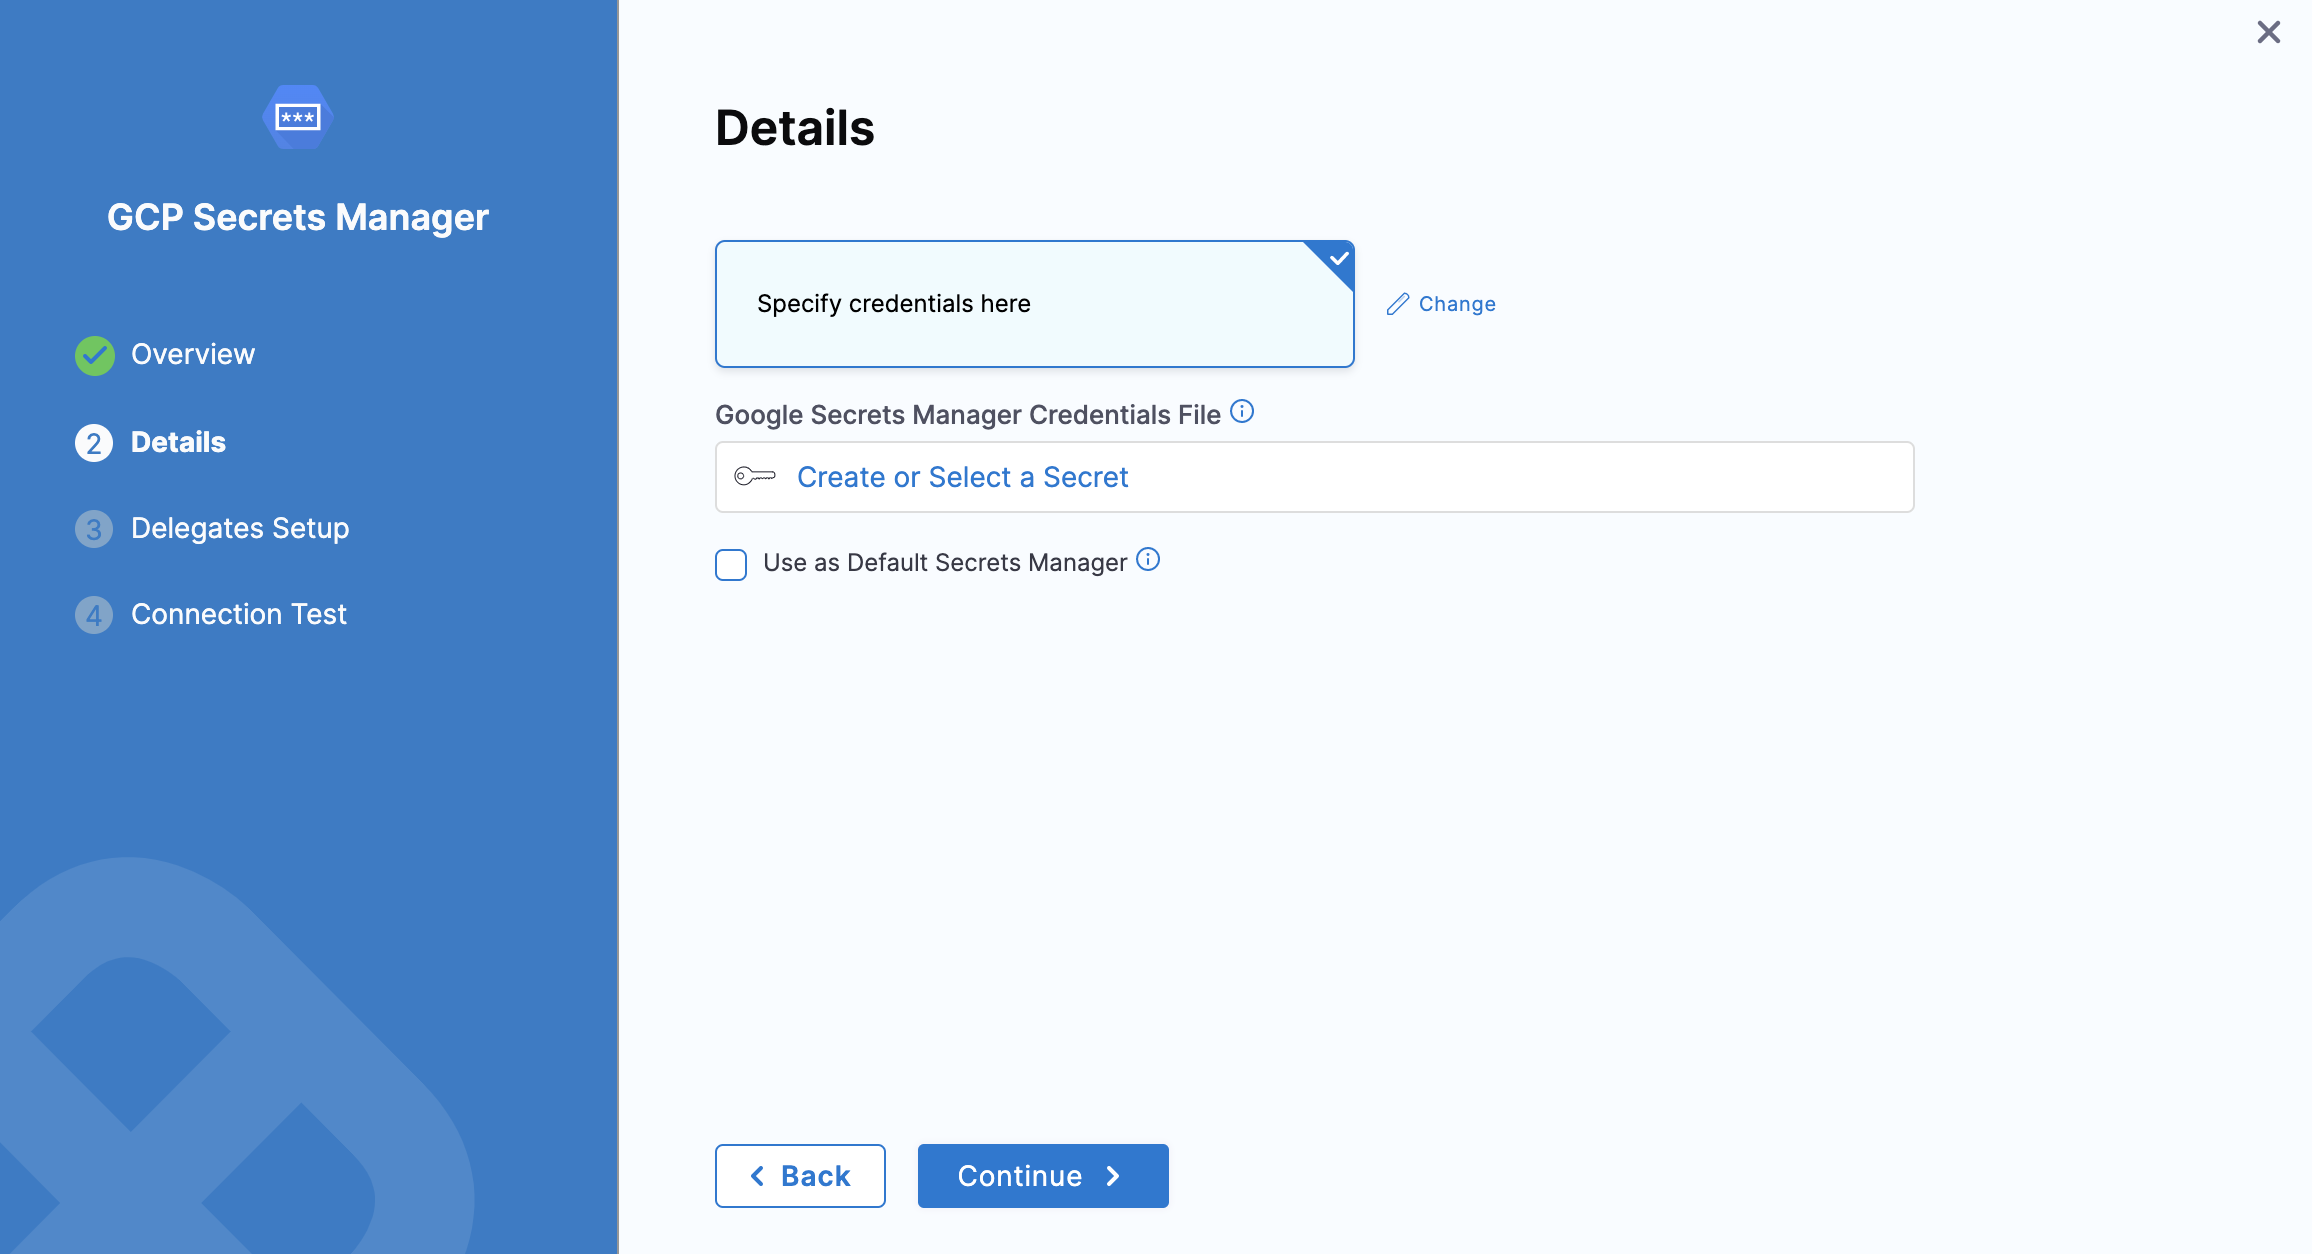 ***
GCP Secrets Manager
Overview
2 Details
3 Delegates Setup
4 Connection Test
Details
Specify credentials here
Change
Google Secrets Manager Credentials File
Create or Select a Secret
Use as Default Secrets Manager
Back
Continue